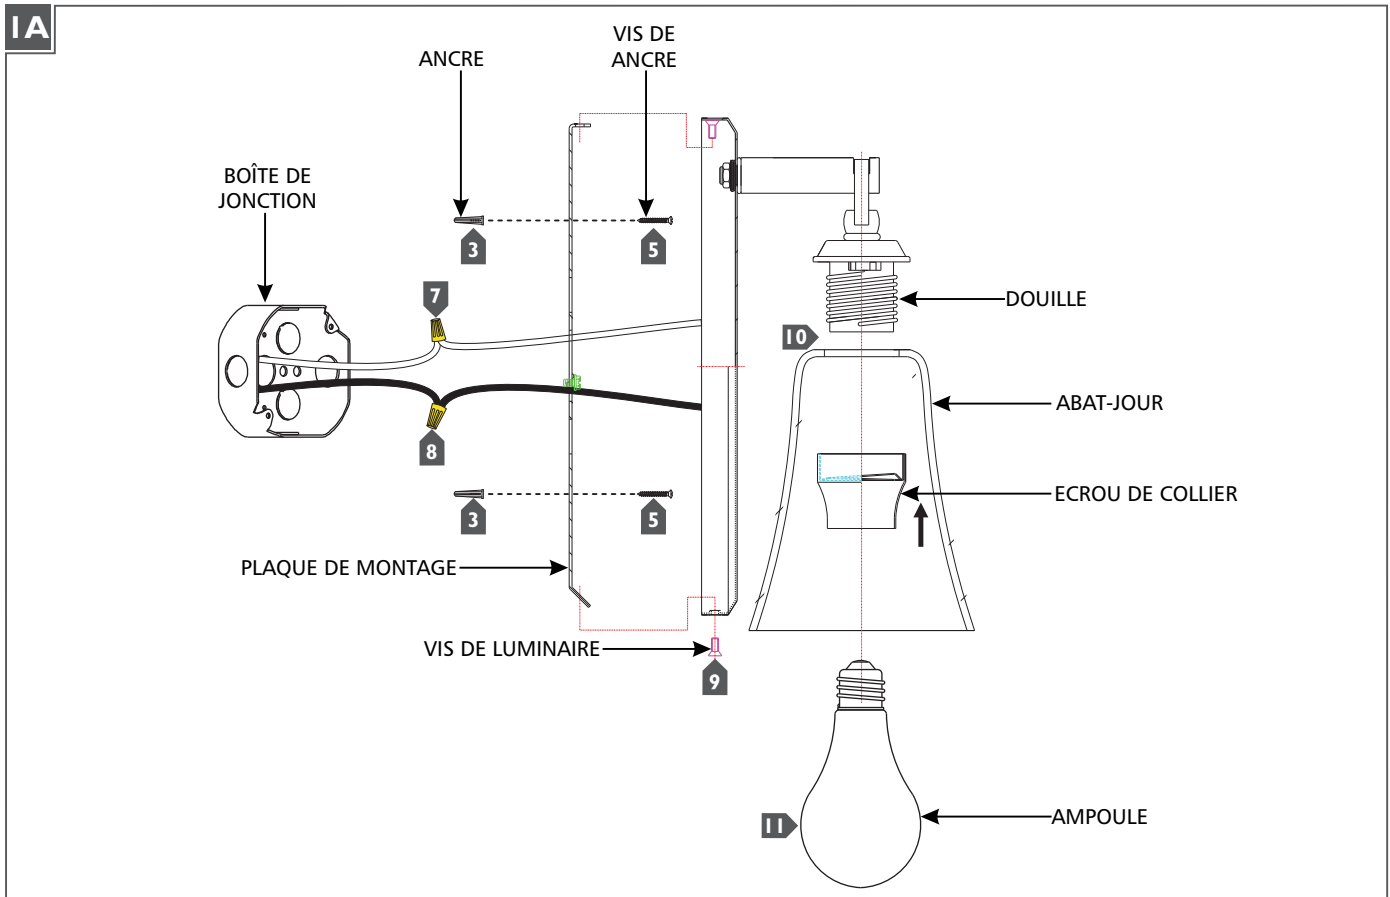 1A
VIS DE
ANCRE
ANCRE
BOÎTE DE
JONCTION
3
5
7
DOUILLE
10
ABAT-JOUR
8
3
5
ECROU DE COLLIER
PLAQUE DE MONTAGE
VIS DE LUMINAIRE
9
11
AMPOULE